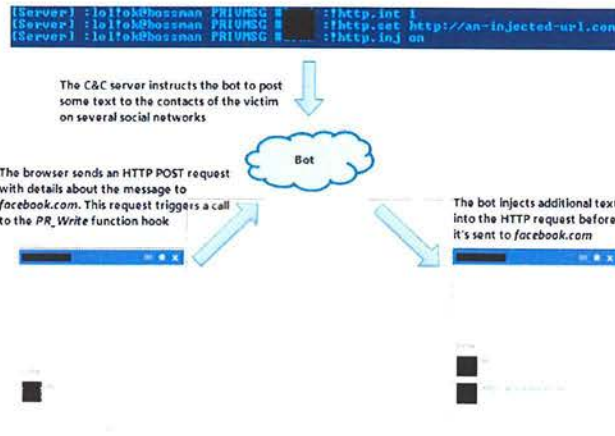 [Server] :lol!ok@bossman PRIVMSG # :!http.int 1
[Server] :lol!ok@bossman PRIVMSG # :!http.set http://an-injected-url.com
[Server] :lol!ok@bossman PRIVMSG # :!http.inj on
The C&C server instructs the bot to post
some text to the contacts of the victim
on several social networks
Bot
The browser sends an HTTP POST request
with details about the message to
facebook.com. This request triggers a call
to the PR_Write function hook
The bot injects additional text
into the HTTP request before
it's sent to facebook.com